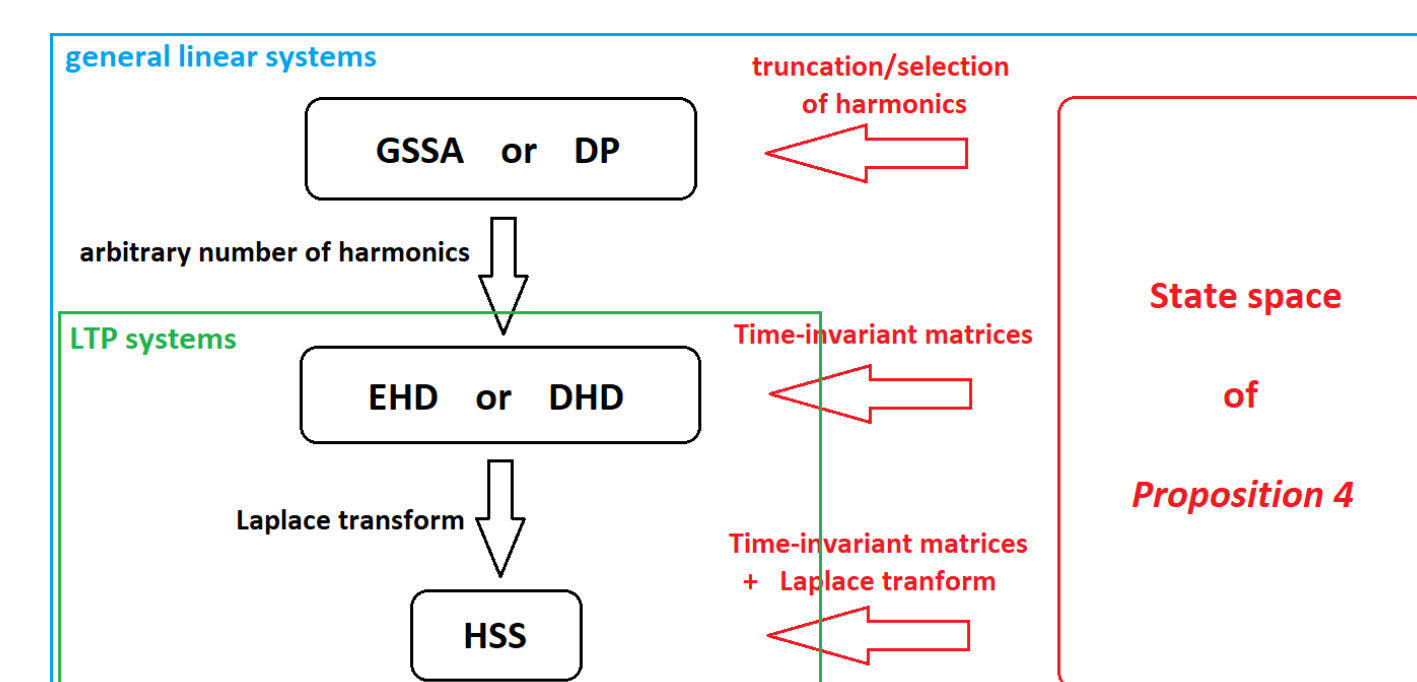 general linear systems
truncation/selection
of harmonics
GSSA or DP
arbitrary number of harmonics
LTP systems
Time-invariant matrices
EHD or DHD
State space
of
Proposition 4
Laplace transform
Time-invariant matrices
+ Laplace tranform
HSS